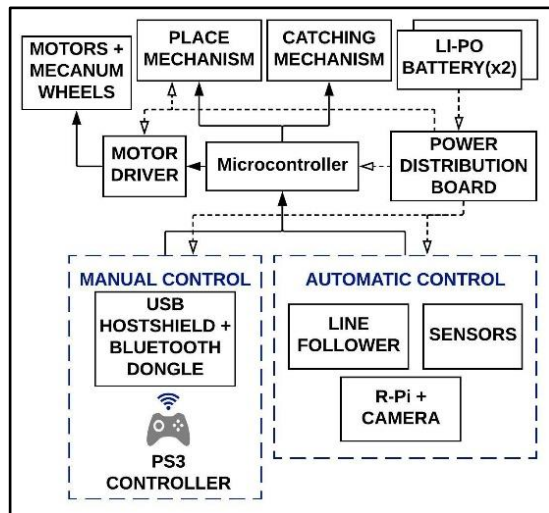 MOTORS +
MECANUM
WHEELS
PLACE
MECHANISM
CATCHING
MECHANISM
LI-PO
BATTERY(x2)
MOTOR
DRIVER
Microcontroller
POWER
DISTRIBUTION
BOARD
MANUAL CONTROL
USB
HOSTSHIELD +
BLUETOOTH
DONGLE
PS3
CONTROLLER
AUTOMATIC CONTROL
LINE
FOLLOWER
SENSORS
R-Pi +
CAMERA